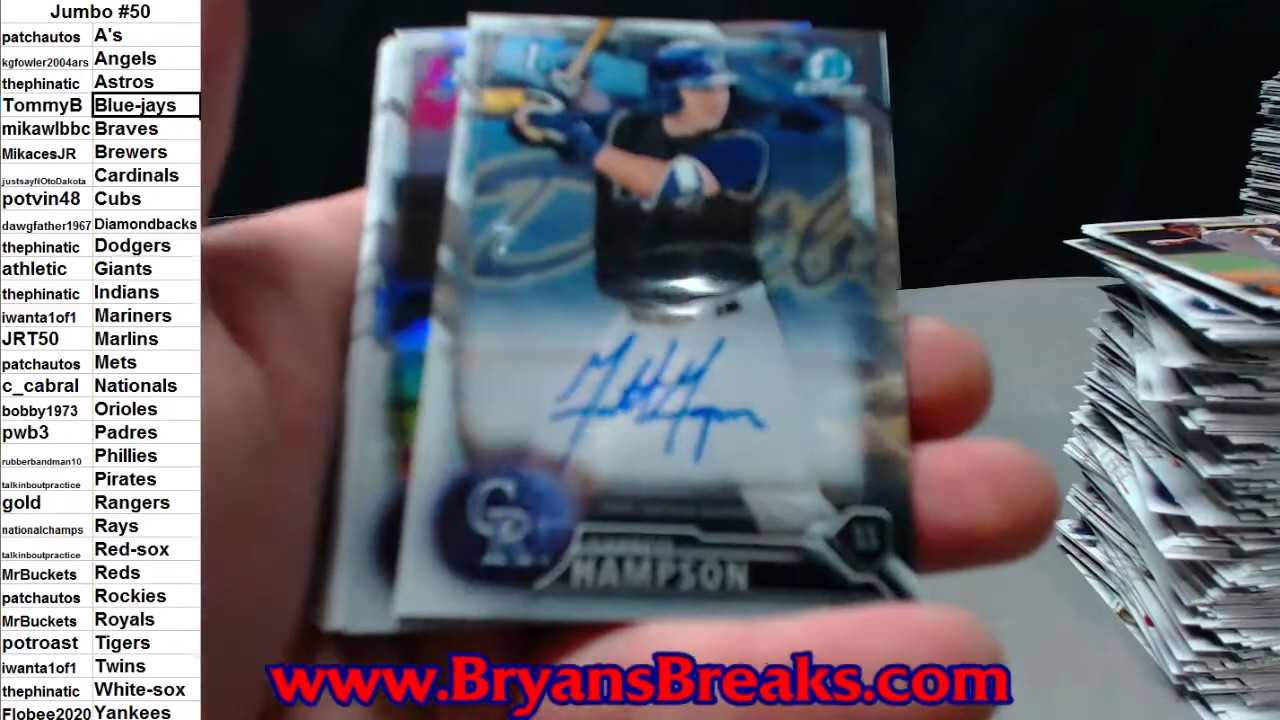 Jumbo #50
patchautos A's
kgfowler2004ars Angels
thephinatic Astros
TommyB Blue-jays
mikawlbbc Braves
MikacesJR Brewers
justsayNOtoDakota Cardinals
potvin48 Cubs
dawgfather1967 Diamondbacks
thephinatic Dodgers
athletic Giants
thephinatic Indians
iwanta1of1 Mariners
JRT50 Marlins
patchautos Mets
c_cabral Nationals
bobby1973 Orioles
pwb3 Padres
rubberbandman10 Phillies
talkinboutpractice Pirates
gold Rangers
nationalchamps Rays
talkinboutpractice Red-sox
MrBuckets Reds
patchautos Rockies
MrBuckets Royals
potroast Tigers
iwanta1of1 Twins
thephinatic White-sox
Flobee2020 Yankees
CR
HAMPSON
www.BryansBreaks.com